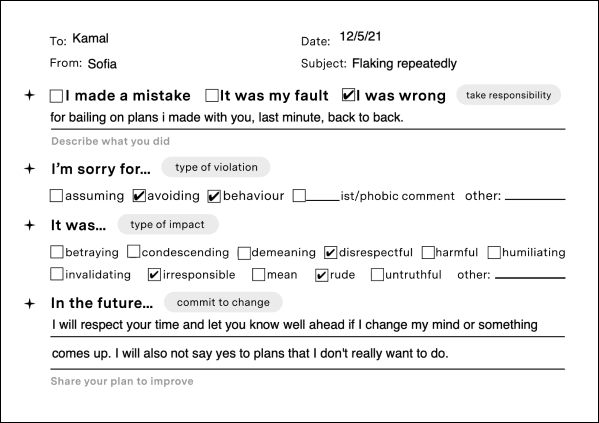 To: Kamal Date: 12/5/21
From: Sofia Subject: Flaking repeatedly
I made a mistake It was my fault I was wrong take responsibility
for bailing on plans i made with you, last minute, back to back.
Describe what you did
I'm sorry for... type of violation
assuming avoiding behaviour ____ist/phobic comment other: ________
It was... type of impact
betraying condescending demeaning disrespectful harmful humiliating
invalidating irresponsible mean rude untruthful other: ________
In the future... commit to change
I will respect your time and let you know well ahead if I change my mind or something
comes up. I will also not say yes to plans that I don't really want to do.
Share your plan to improve